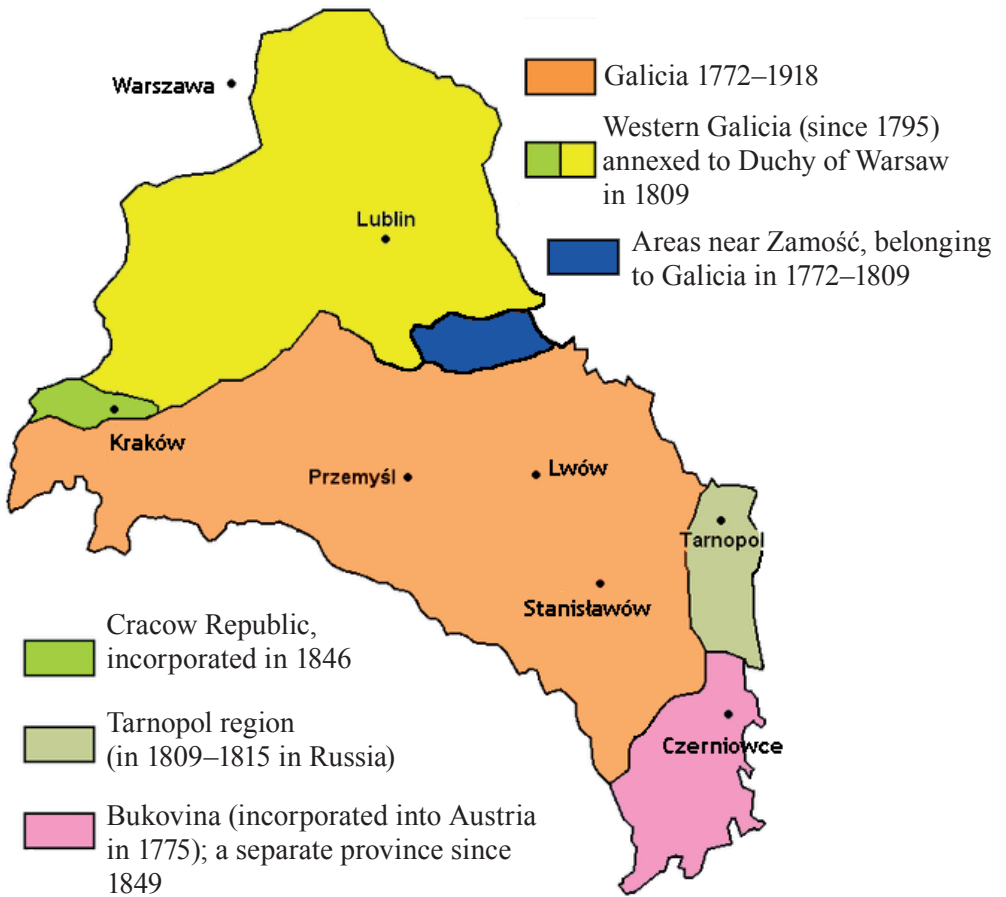 Warszawa
Lublin
Kraków
Przemyśl
Lwów
Tarnopol
Stanisławów
Czerniowce
Galicia 1772–1918
Western Galicia (since 1795)
annexed to Duchy of Warsaw
in 1809
Areas near Zamość, belonging
to Galicia in 1772–1809
Cracow Republic,
incorporated in 1846
Tarnopol region
(in 1809–1815 in Russia)
Bukovina (incorporated into Austria
in 1775); a separate province since
1849